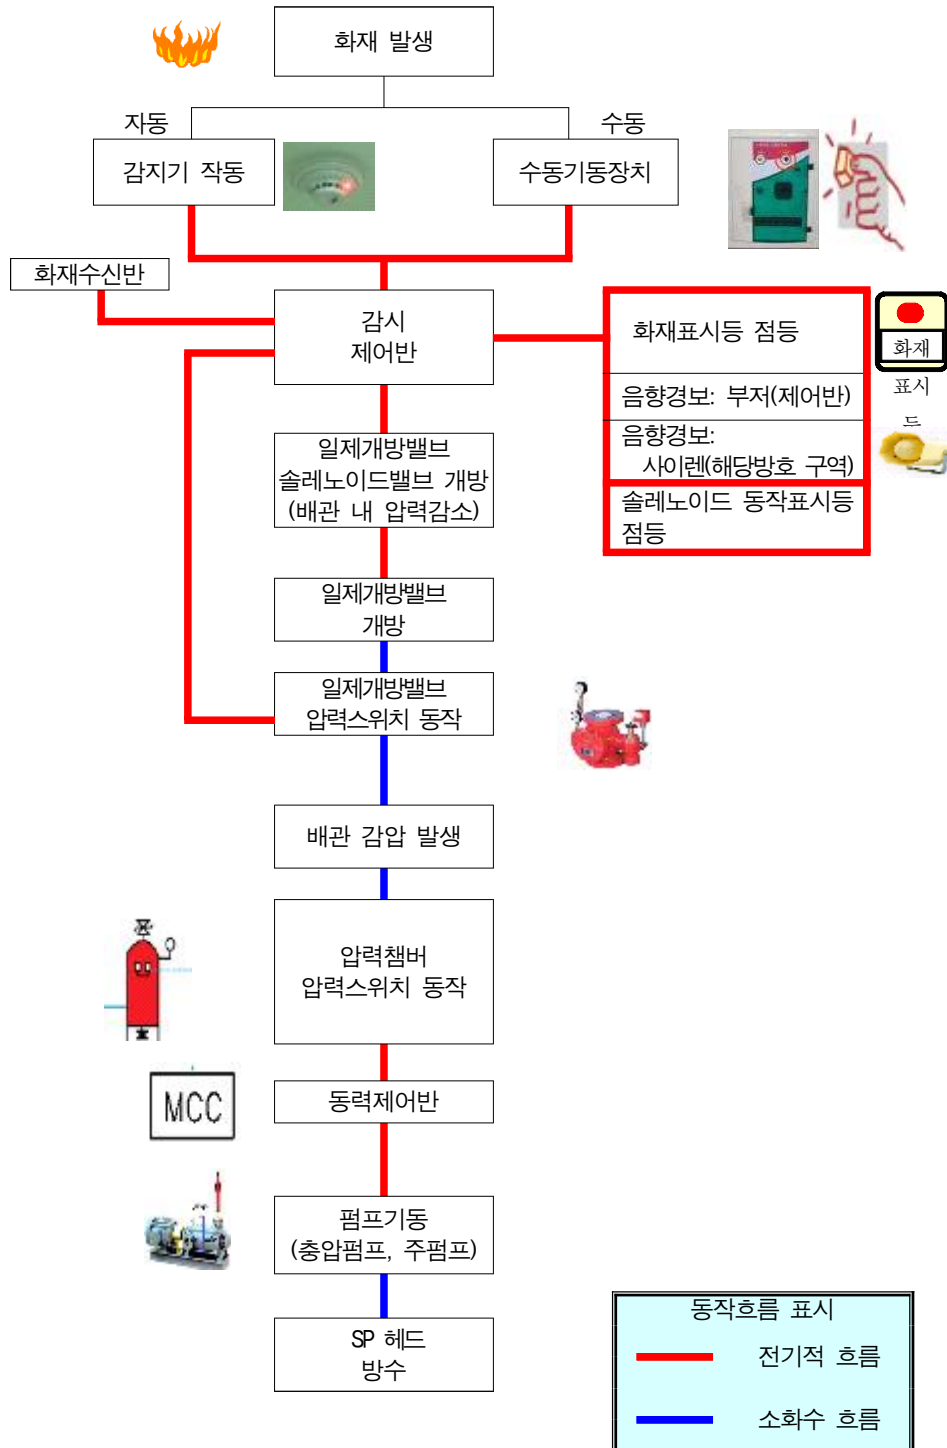 화재 발생
자동
수동
감지기 작동
수동기동장치
화재수신반
감시
제어반
화재표시등 점등
음향경보: 부저(제어반)
음향경보:
사이렌(해당방호 구역)
솔레노이드 동작표시등
점등
화재
표시
일제개방밸브
솔레노이드밸브 개방
(배관 내 압력감소)
일제개방밸브
개방
일제개방밸브
압력스위치 동작
배관 감압 발생
압력챔버
압력스위치 동작
동력제어반
MCC
펌프기동
(충압펌프, 주펌프)
SP 헤드
방수
동작흐름 표시
전기적 흐름
소화수 흐름